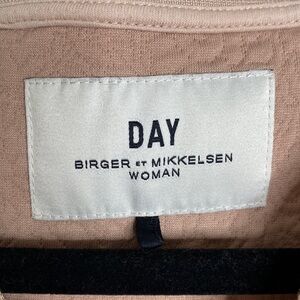 DAY
BIRGER ET MIKKELSEN
WOMAN